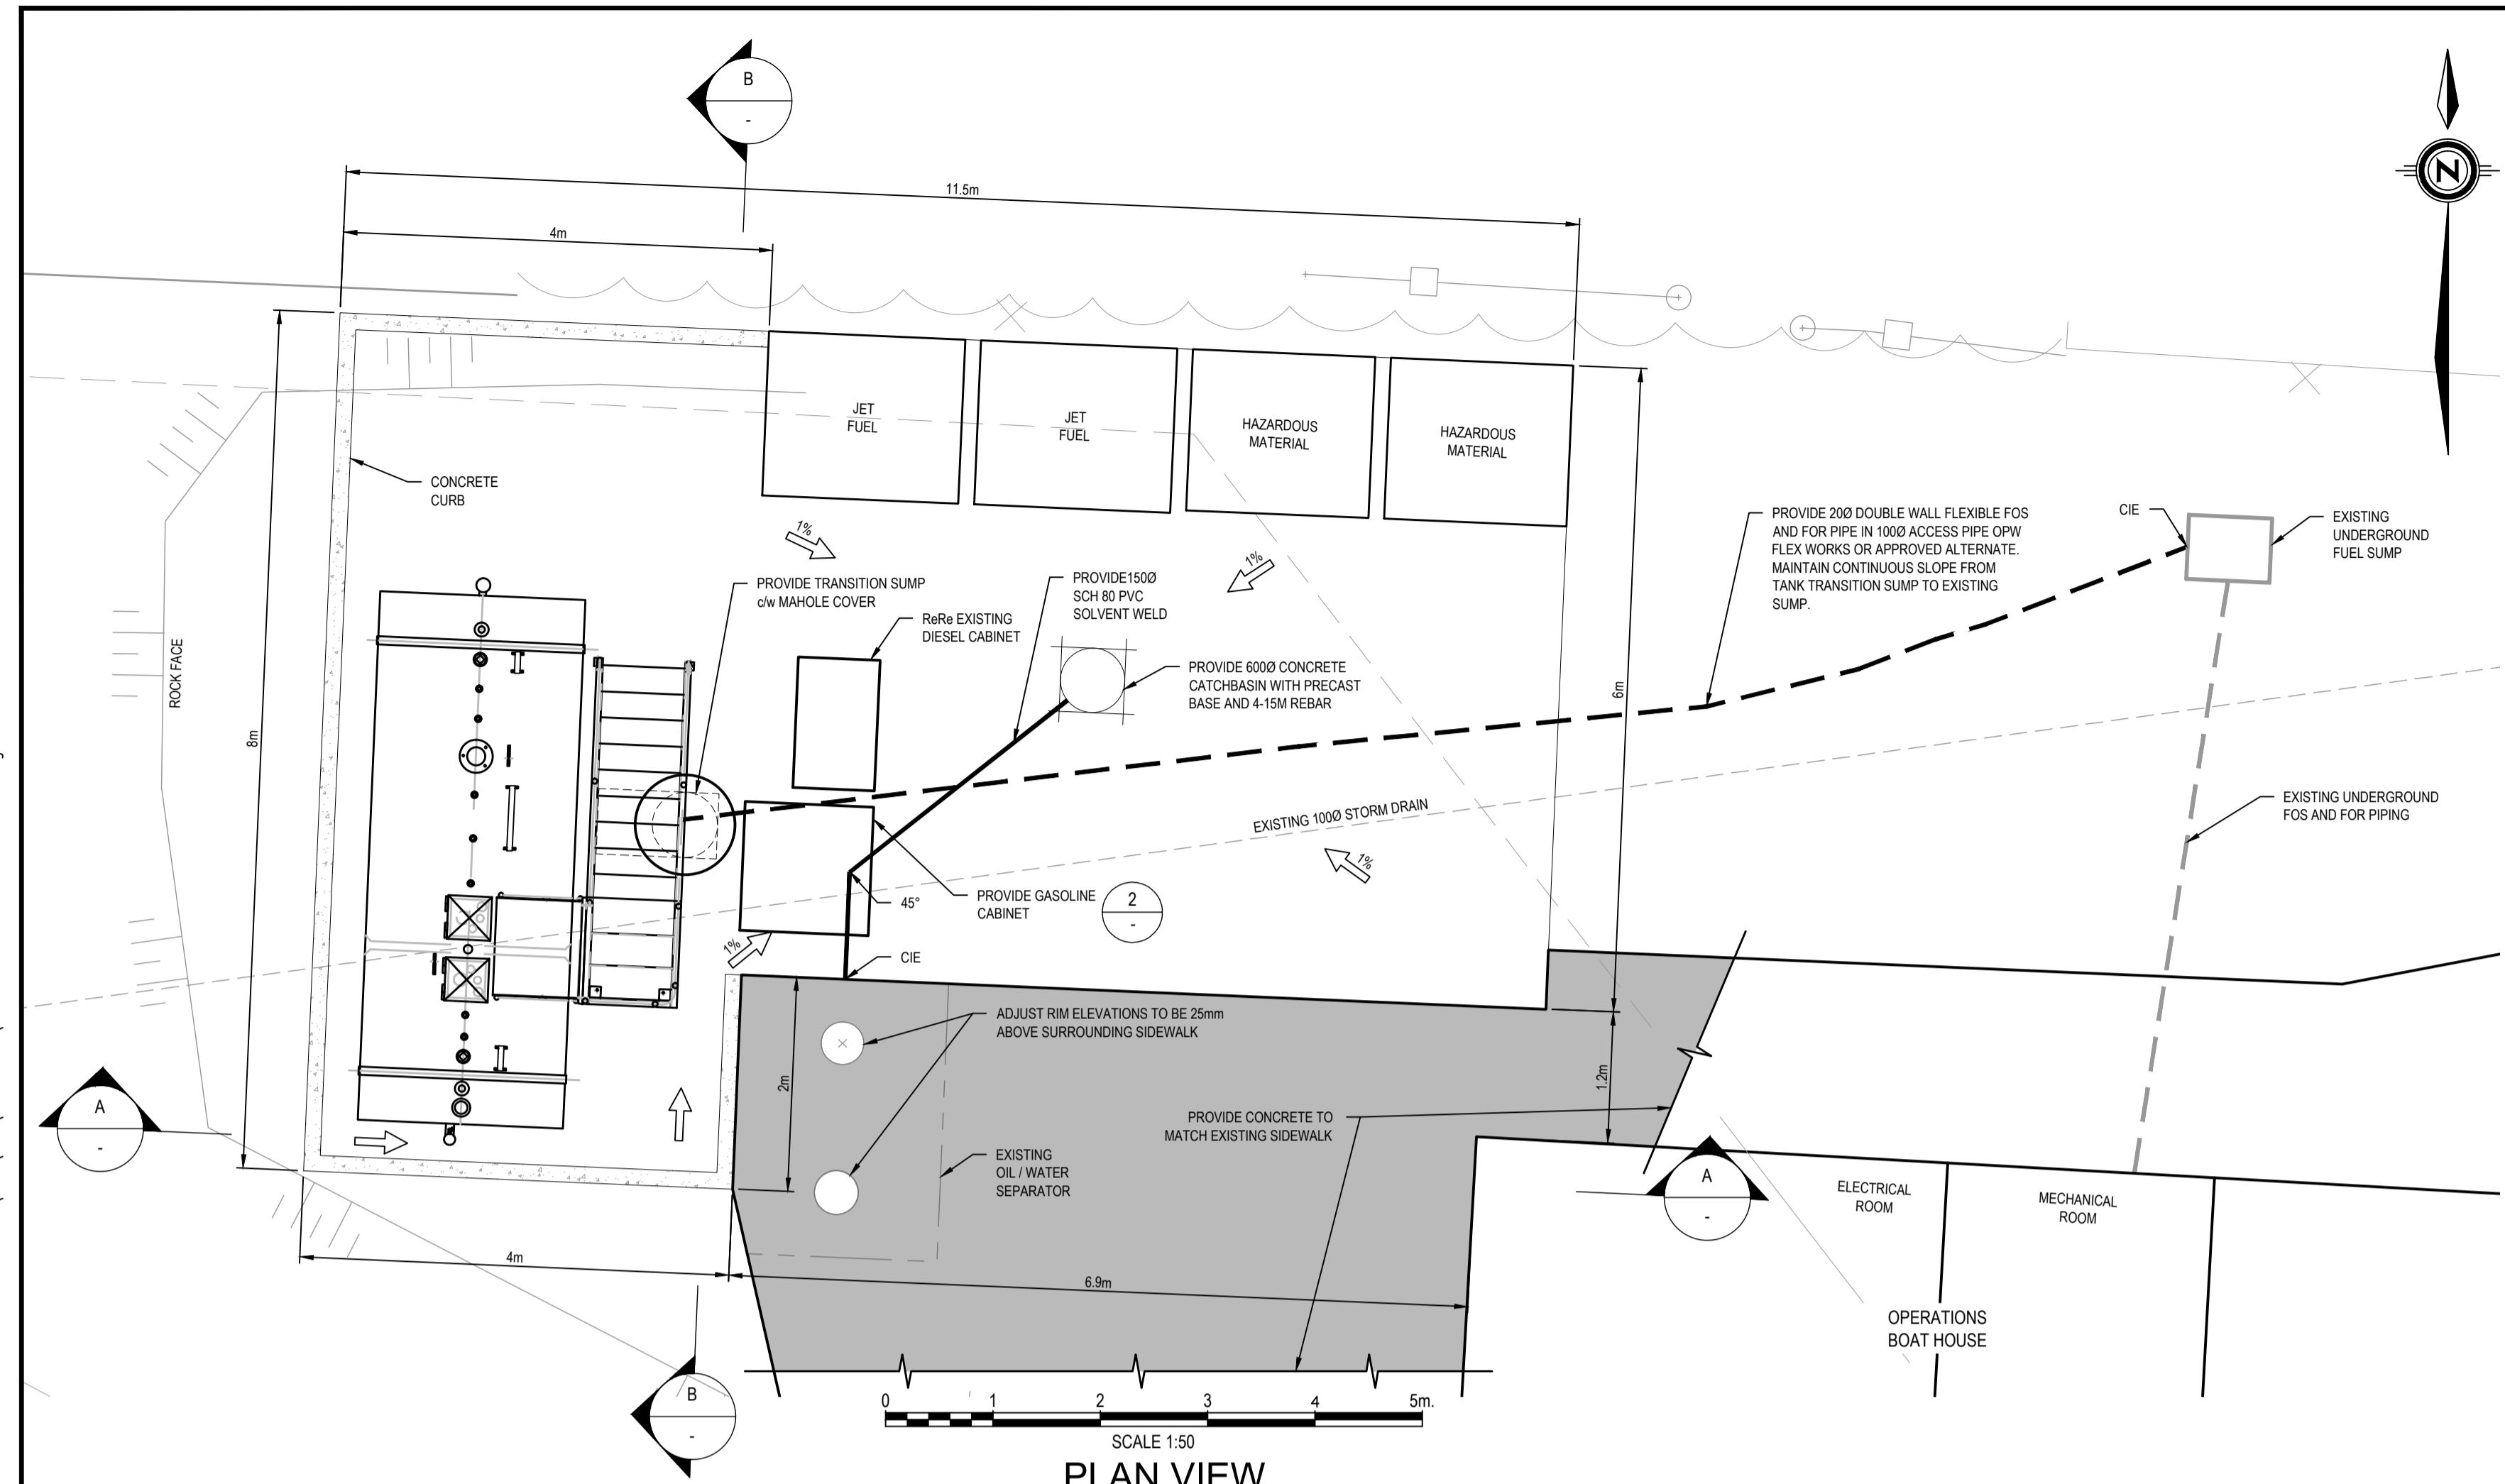 B
-
N
11.5m
4m
JET
FUEL
JET
FUEL
HAZARDOUS
MATERIAL
HAZARDOUS
MATERIAL
CONCRETE
CURB
1%
1%
PROVIDE TRANSITION SUMP
c/w MAHOLE COVER
ReRe EXISTING
DIESEL CABINET
PROVIDE150Ø
SCH 80 PVC
SOLVENT WELD
PROVIDE 600Ø CONCRETE
CATCHBASIN WITH PRECAST
BASE AND 4-15M REBAR
PROVIDE 20Ø DOUBLE WALL FLEXIBLE FOS
AND FOR PIPE IN 100Ø ACCESS PIPE OPW
FLEX WORKS OR APPROVED ALTERNATE.
MAINTAIN CONTINUOUS SLOPE FROM
TANK TRANSITION SUMP TO EXISTING
SUMP.
CIE
EXISTING
UNDERGROUND
FUEL SUMP
ROCK FACE
8m
6m
EXISTING 100Ø STORM DRAIN
EXISTING UNDERGROUND
FOS AND FOR PIPING
1%
PROVIDE GASOLINE
CABINET
2
-
45°
1%
CIE
ADJUST RIM ELEVATIONS TO BE 25mm
ABOVE SURROUNDING SIDEWALK
2m
1.2m
PROVIDE CONCRETE TO
MATCH EXISTING SIDEWALK
EXISTING
OIL / WATER
SEPARATOR
A
-
A
-
ELECTRICAL
ROOM
MECHANICAL
ROOM
4m
6.9m
OPERATIONS
BOAT HOUSE
B
-
0 1 2 3 4 5m.
SCALE 1:50
PLAN VIEW